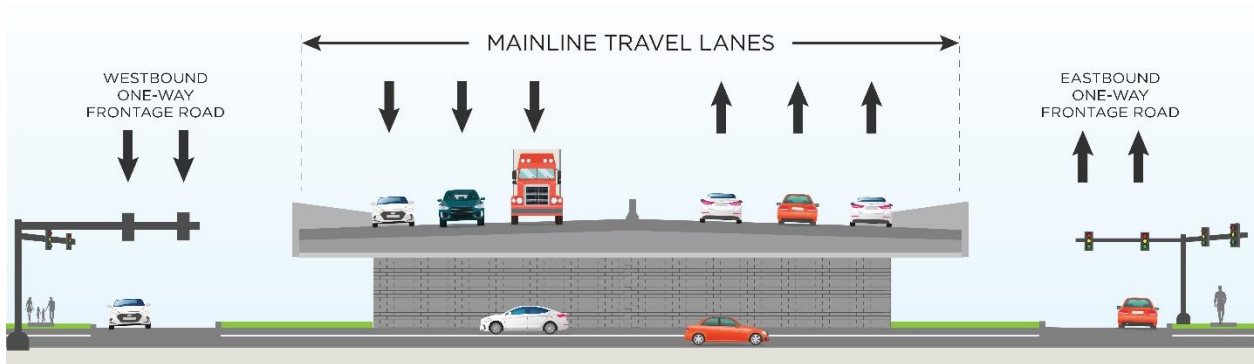 MAINLINE TRAVEL LANES
WESTBOUND
ONE-WAY
FRONTAGE ROAD
EASTBOUND
ONE-WAY
FRONTAGE ROAD